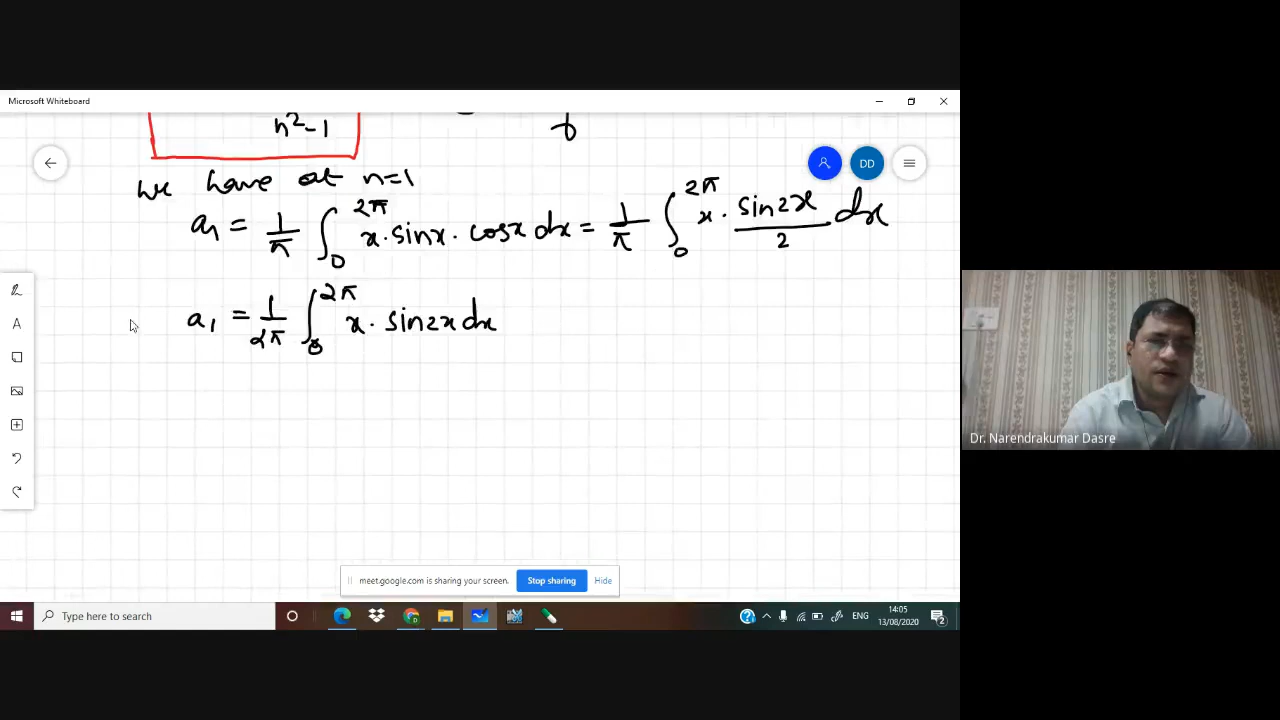 Microsoft Whiteboard
n²-1
We have at n=1
DD
a₁ = 1/π ∫₀^2π x·sinx·cosx dx = 1/π ∫₀^2π x·sin2x/2 dx
a₁ = 1/2π ∫₀^2π x·sin2x dx
A
Dr. Narendrakumar Dasre
meet.google.com is sharing your screen. Stop sharing Hide
Type here to search
ENG
14:05
13/08/2020
2